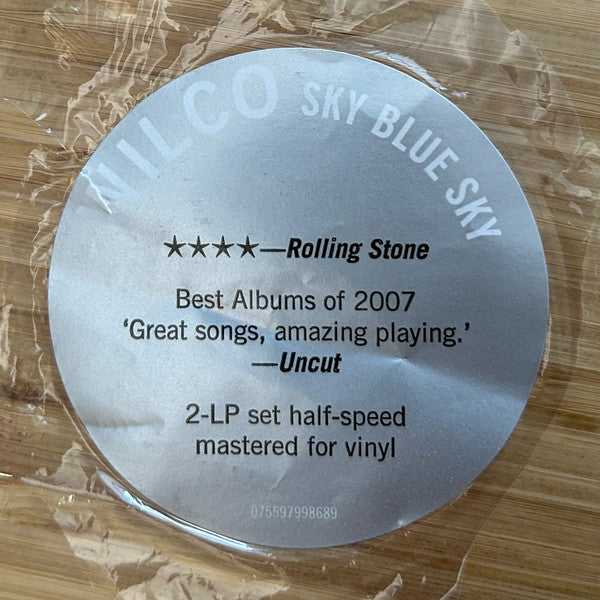 WILCO SKY BLUE SKY
★★★★—Rolling Stone
Best Albums of 2007
‘Great songs, amazing playing.’
—Uncut
2-LP set half-speed
mastered for vinyl
075597998689